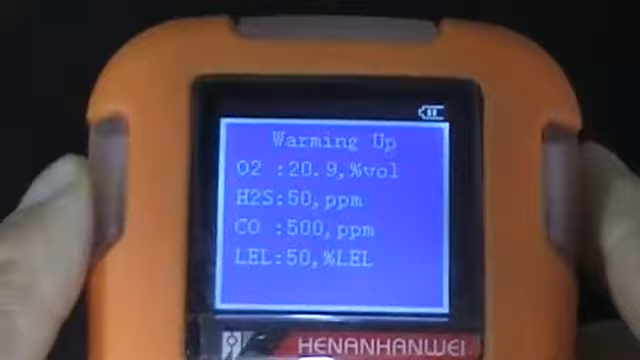 Warming Up
O2 :20.9,%vol
H2S:50,ppm
CO :500,ppm
LEL:50,%LEL
HENANHANWEI